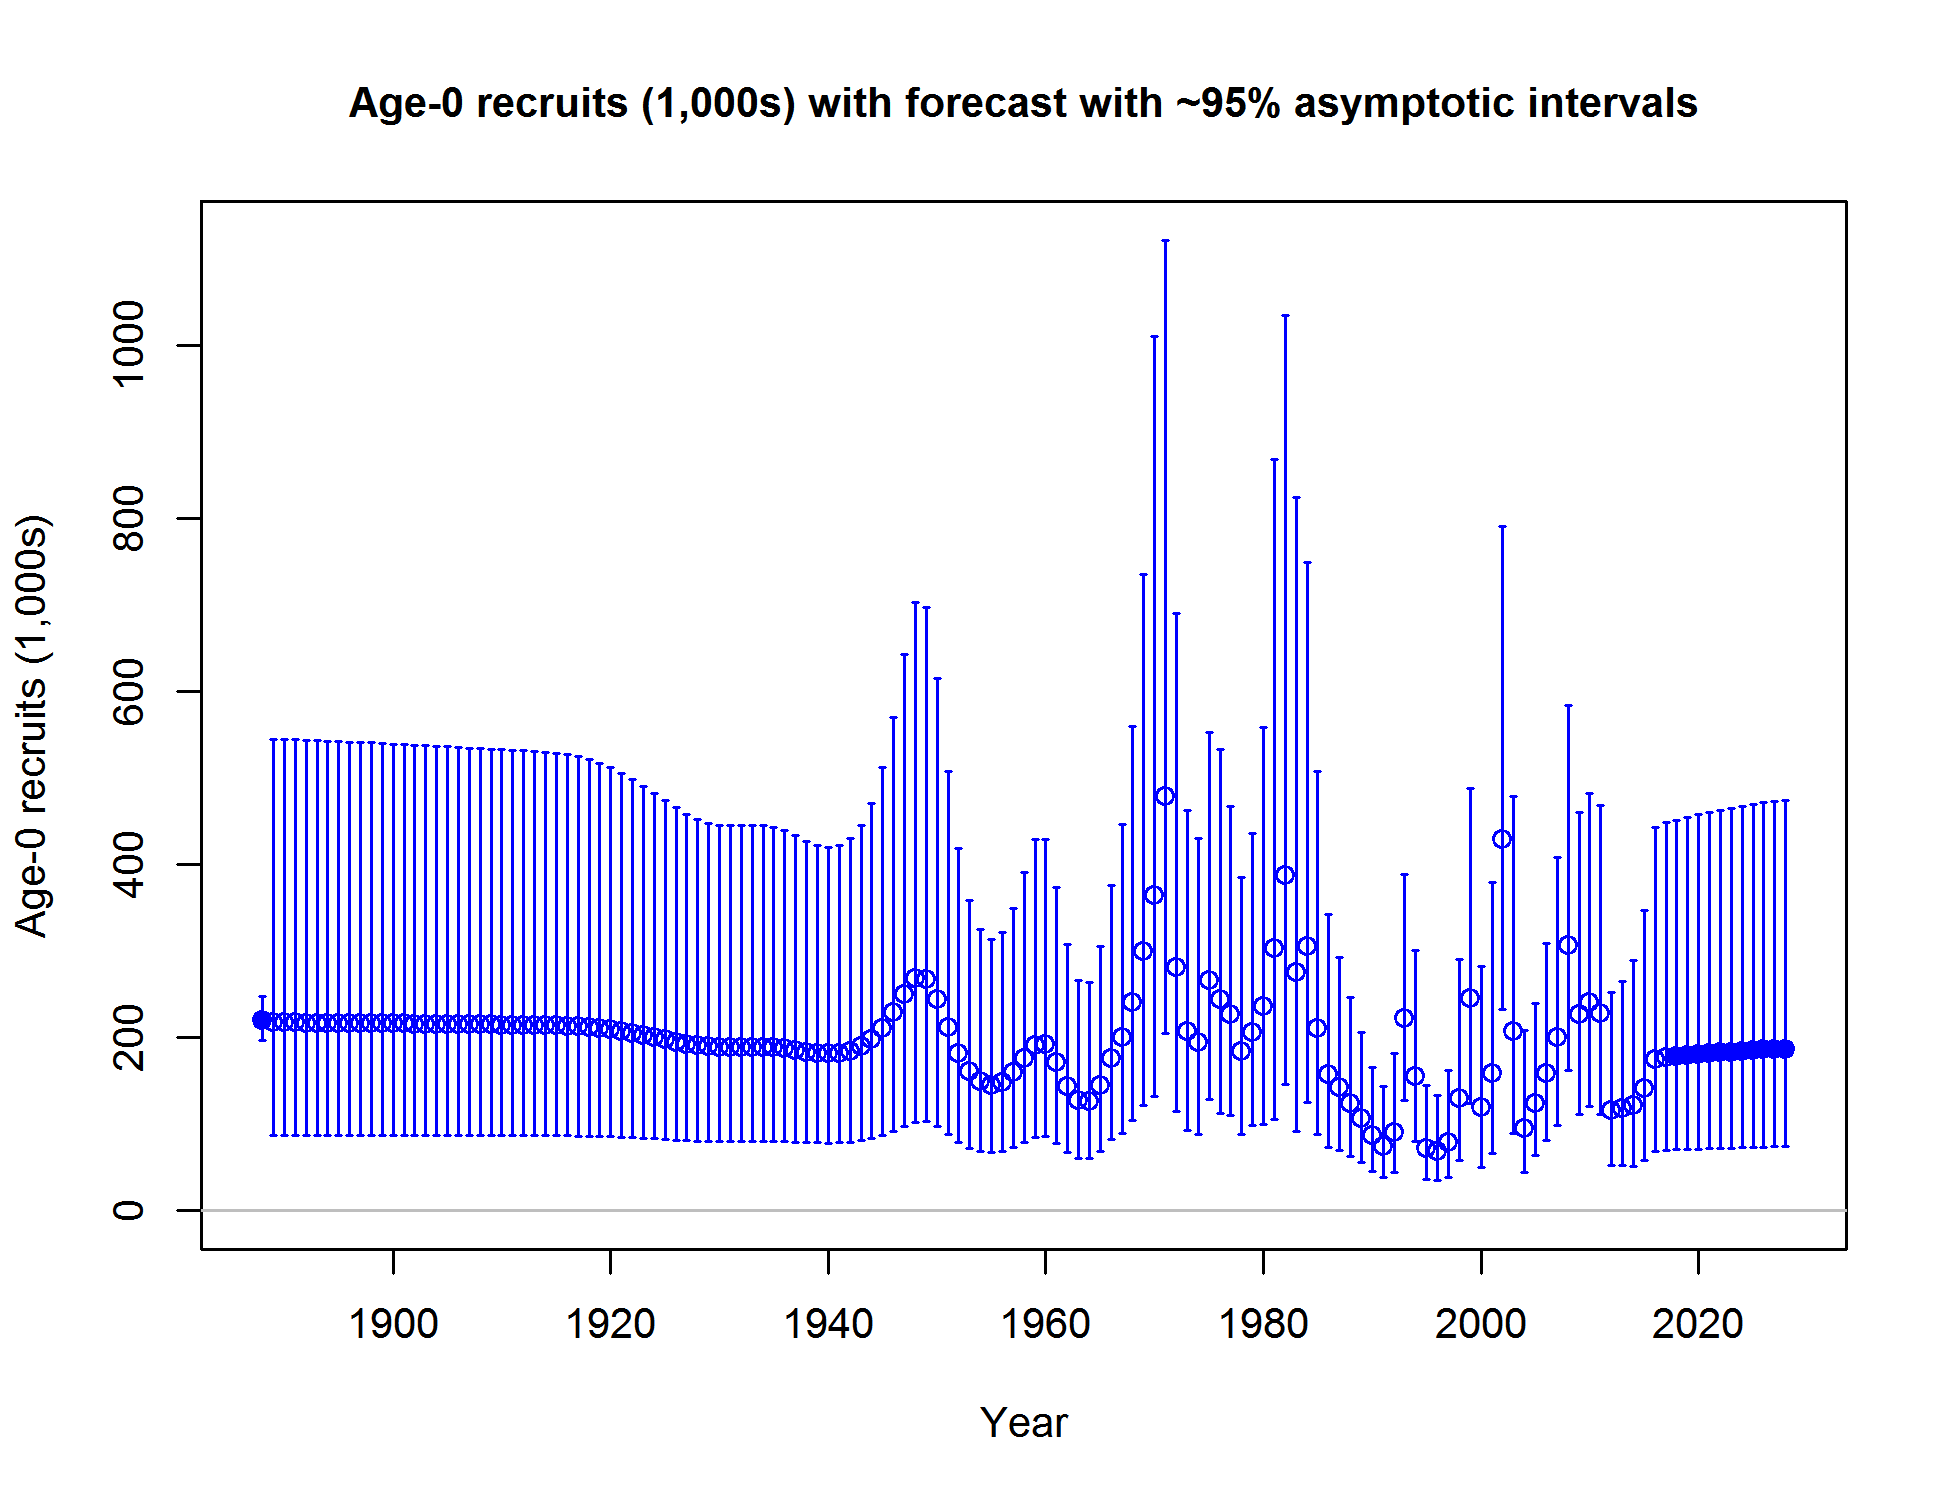 Age-0 recruits (1,000s) with forecast with ~95% asymptotic intervals
Age-0 recruits (1,000s)
1000
800
600
400
200
0
1900 1920 1940 1960 1980 2000 2020
Year